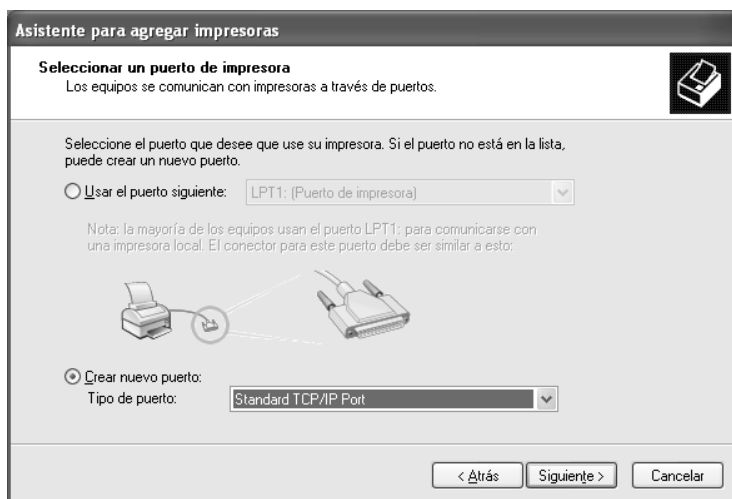 Asistente para agregar impresoras
Seleccionar un puerto de impresora
Los equipos se comunican con impresoras a través de puertos.
Seleccione el puerto que desee que use su impresora. Si el puerto no está en la lista,
puede crear un nuevo puerto.
Usar el puerto siguiente: LPT1: (Puerto de impresora)
Nota: la mayoría de los equipos usan el puerto LPT1: para comunicarse con
una impresora local. El conector para este puerto debe ser similar a esto:
Crear nuevo puerto:
Tipo de puerto: Standard TCP/IP Port
< Atrás Siguiente > Cancelar